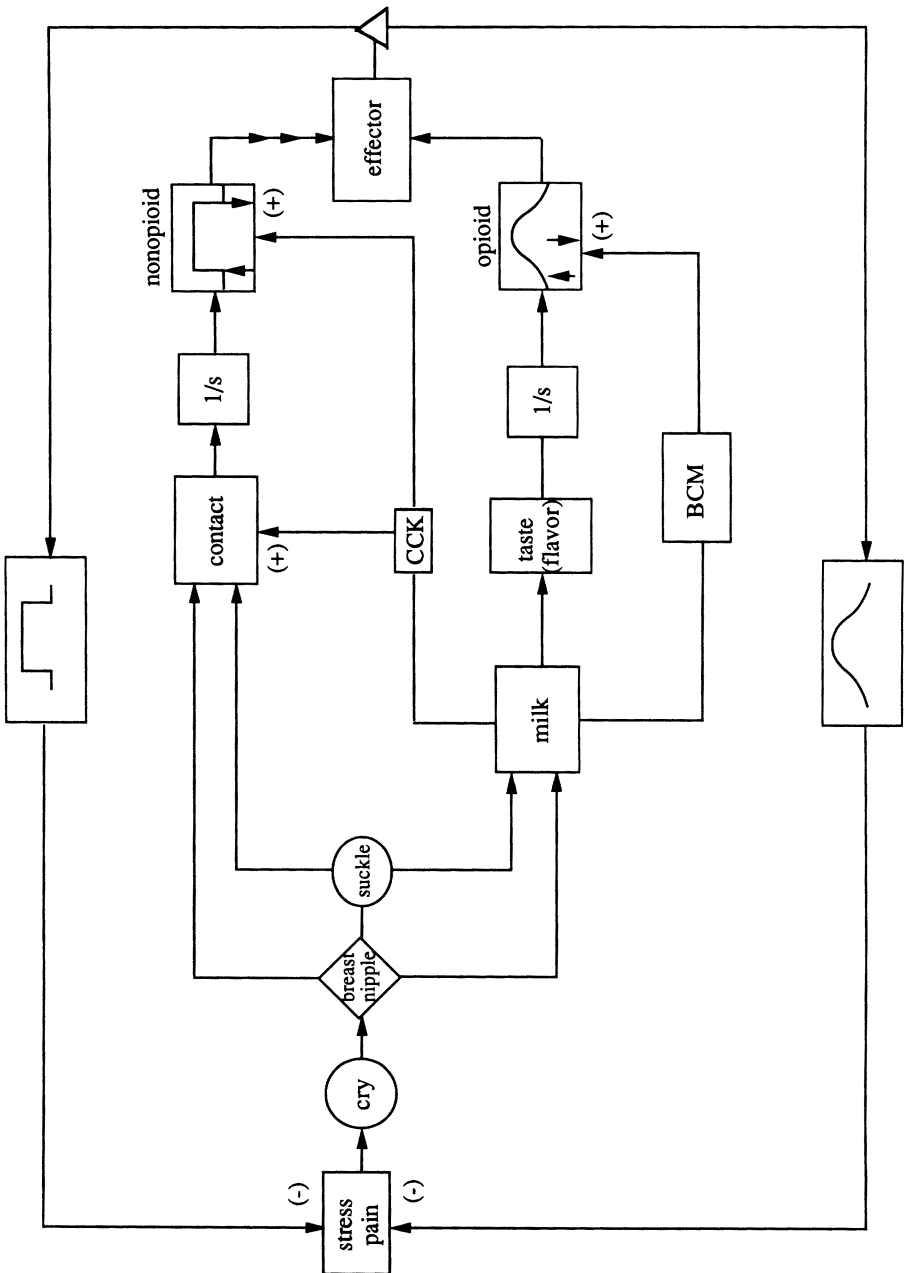 stress
pain
(-)
(-)
cry
breast
nipple
suckle
contact
(+)
1/s
nonopioid
(+)
CCK
milk
taste
(flavor)
1/s
opioid
(+)
BCM
effector